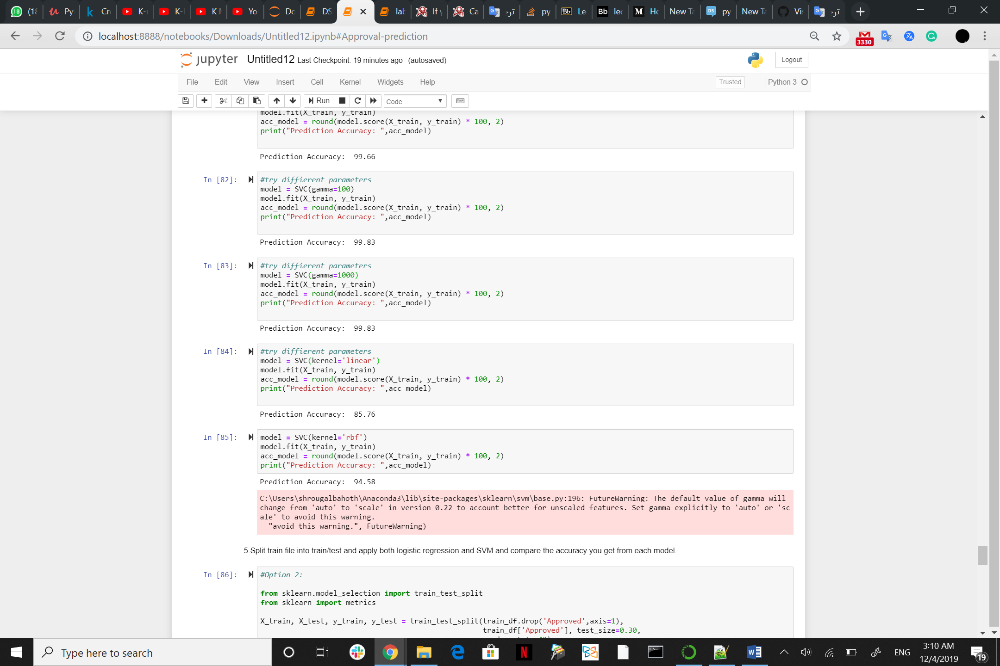 (18
Py
Cr
K-
K-
K
Yo
Do
DS
lab
If y
Ca
py
Le
lec
Ho
New Ta
py
New Ta
Vi
localhost:8888/notebooks/Downloads/Untitled12.ipynb#Approval-prediction
3330
jupyter Untitled12 Last Checkpoint: 19 minutes ago (autosaved)
Logout
File Edit View Insert Cell Kernel Widgets Help
Trusted
Python 3
Run
Code
model.fit(X_train, y_train)
acc_model = round(model.score(X_train, y_train) * 100, 2)
print("Prediction Accuracy: ",acc_model)
Prediction Accuracy:  99.66
In [82]:
#try diffierent parameters
model = SVC(gamma=100)
model.fit(X_train, y_train)
acc_model = round(model.score(X_train, y_train) * 100, 2)
print("Prediction Accuracy: ",acc_model)
Prediction Accuracy:  99.83
In [83]:
#try diffierent parameters
model = SVC(gamma=1000)
model.fit(X_train, y_train)
acc_model = round(model.score(X_train, y_train) * 100, 2)
print("Prediction Accuracy: ",acc_model)
Prediction Accuracy:  99.83
In [84]:
#try diffierent parameters
model = SVC(kernel='linear')
model.fit(X_train, y_train)
acc_model = round(model.score(X_train, y_train) * 100, 2)
print("Prediction Accuracy: ",acc_model)
Prediction Accuracy:  85.76
In [85]:
model = SVC(kernel='rbf')
model.fit(X_train, y_train)
acc_model = round(model.score(X_train, y_train) * 100, 2)
print("Prediction Accuracy: ",acc_model)
Prediction Accuracy:  94.58
C:\Users\shrougalbahoth\Anaconda3\lib\site-packages\sklearn\svm\base.py:196: FutureWarning: The default value of gamma will
change from 'auto' to 'scale' in version 0.22 to account better for unscaled features. Set gamma explicitly to 'auto' or 'sc
ale' to avoid this warning.
"avoid this warning.", FutureWarning)
5.Split train file into train/test and apply both logistic regression and SVM and compare the accuracy you get from each model.
In [86]:
#Option 2:
from sklearn.model_selection import train_test_split
from sklearn import metrics
X_train, X_test, y_train, y_test = train_test_split(train_df.drop('Approved',axis=1),
train_df['Approved'], test_size=0.30,
Type here to search
ENG
3:10 AM
12/4/2019
19